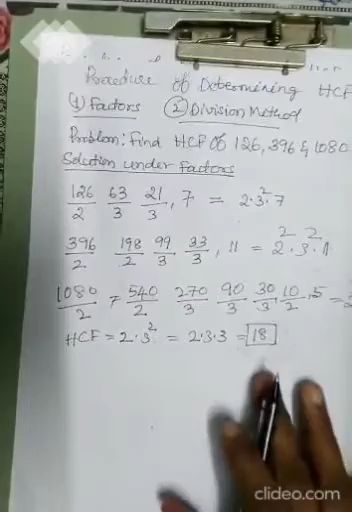 Procedure of Determining HCF
① Factors ② Division Method
Problem: Find HCF of 126, 396 & 1080
Solution under factors
126/2 63/3 21/3, 7 = 2·3²·7
396/2 198/2 99/3 33/3, 11 = 2²·3²·11
1080/2 = 540/2 270/3 90/3 30/3, 10/2, 5 =
HCF = 2·3² = 2·3·3 = 18
clideo.com